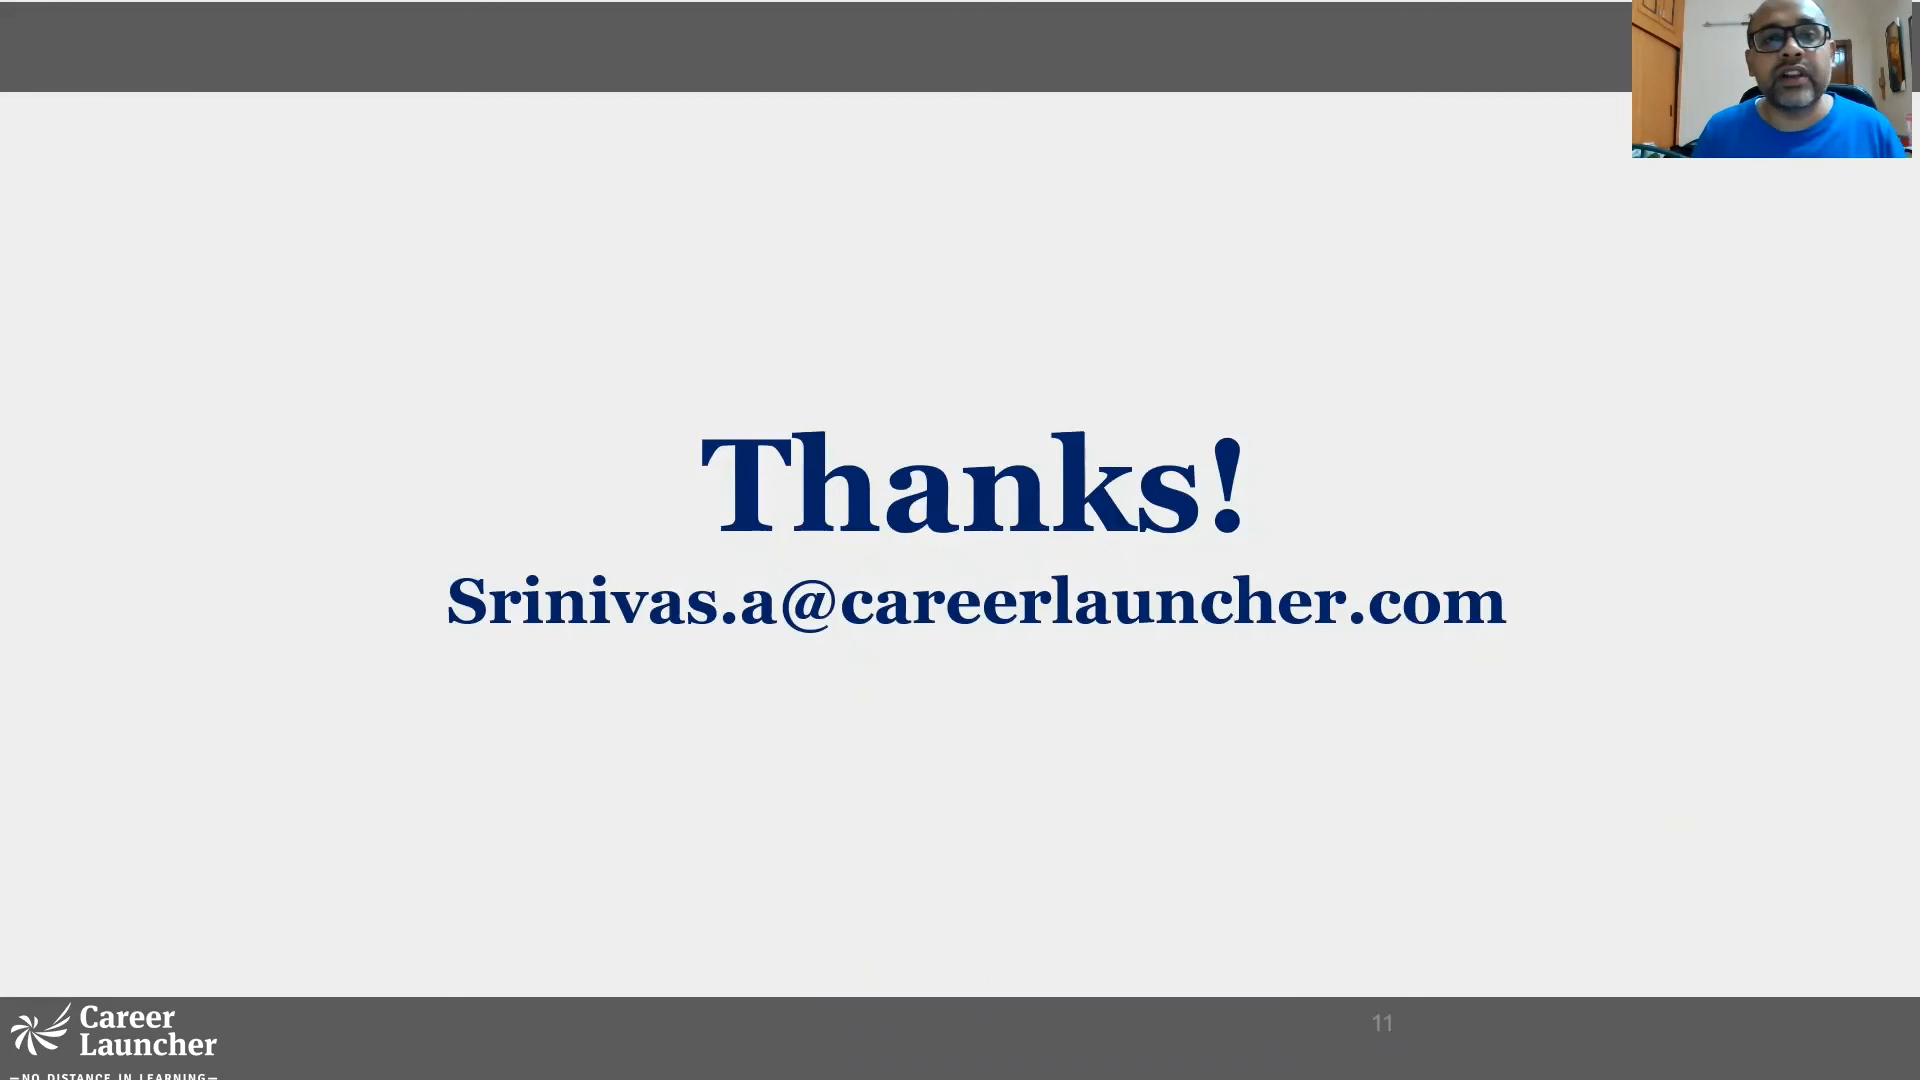 Thanks!
Srinivas.a@careerlauncher.com
Career
Launcher
—NO DISTANCE IN LEARNING—
11